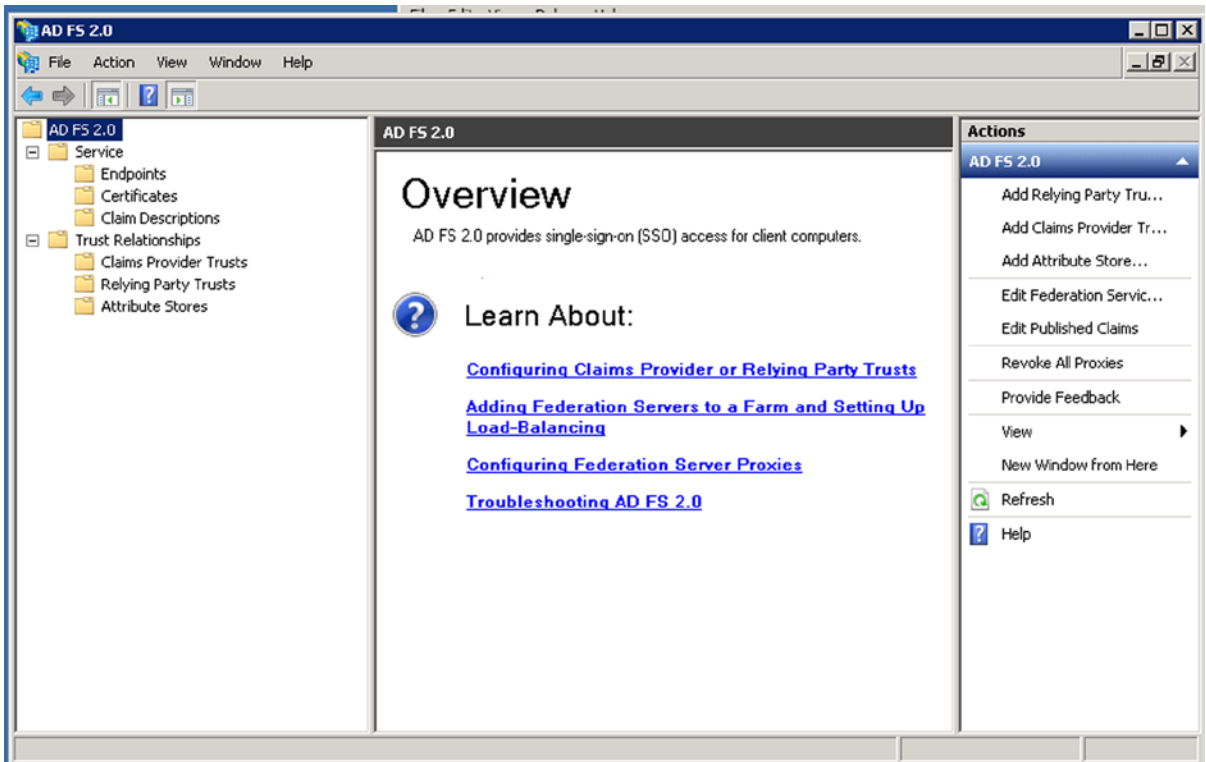 AD FS 2.0
File Action View Window Help
AD FS 2.0
Service
Endpoints
Certificates
Claim Descriptions
Trust Relationships
Claims Provider Trusts
Relying Party Trusts
Attribute Stores
AD FS 2.0
Overview
AD FS 2.0 provides single-sign-on (SSO) access for client computers.
Learn About:
Configuring Claims Provider or Relying Party Trusts
Adding Federation Servers to a Farm and Setting Up
Load-Balancing
Configuring Federation Server Proxies
Troubleshooting AD FS 2.0
Actions
AD FS 2.0
Add Relying Party Tru...
Add Claims Provider Tr...
Add Attribute Store...
Edit Federation Servic...
Edit Published Claims
Revoke All Proxies
Provide Feedback
View
New Window from Here
Refresh
Help